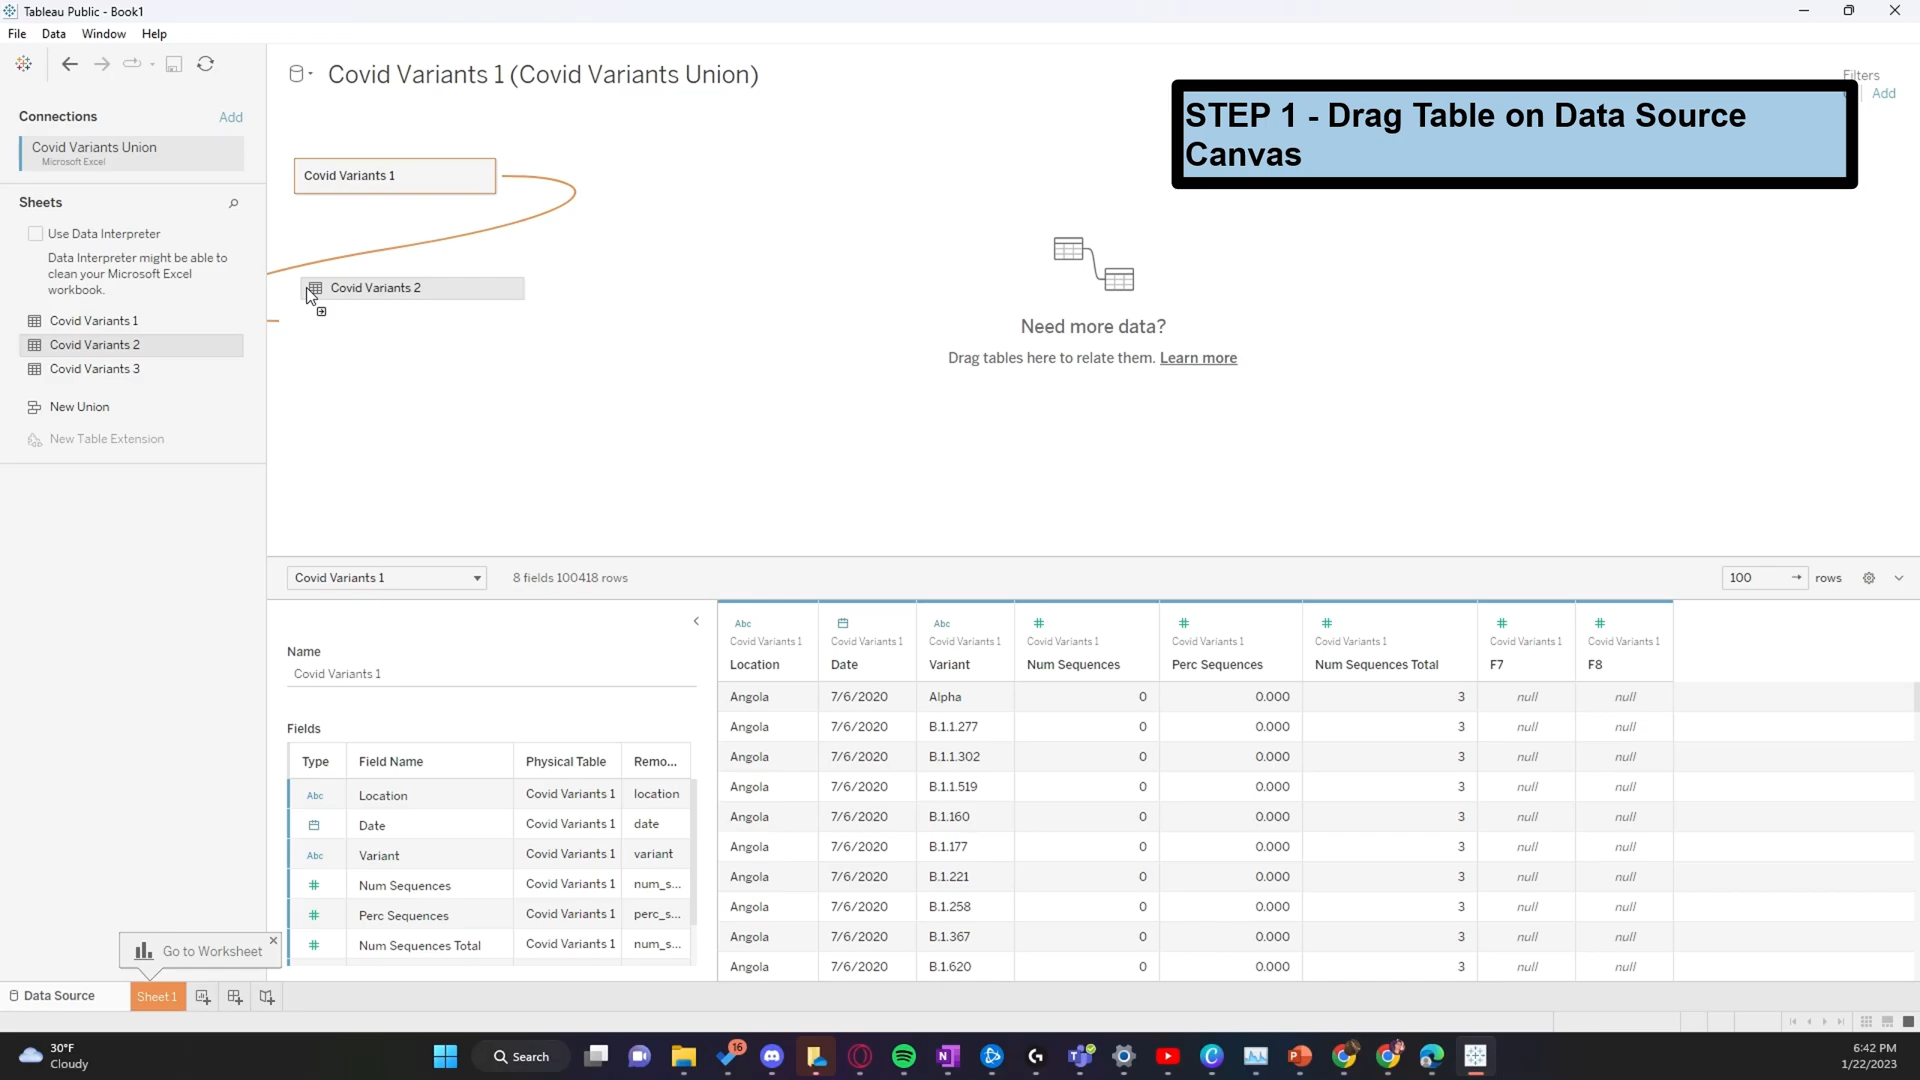 Tableau Public - Book1
File Data Window Help
Connections Add
Covid Variants Union
Microsoft Excel
Sheets
Use Data Interpreter
Data Interpreter might be able to
clean your Microsoft Excel
workbook.
Covid Variants 1
Covid Variants 2
Covid Variants 3
New Union
New Table Extension
Covid Variants 1 (Covid Variants Union)
Filters
Add
STEP 1 - Drag Table on Data Source
Canvas
Covid Variants 1
Covid Variants 2
Need more data?
Drag tables here to relate them. Learn more
Covid Variants 1 8 fields 100418 rows 100 rows
Name
Covid Variants 1
Fields
Type Field Name Physical Table Remo...
Abc Location Covid Variants 1 location
Date Covid Variants 1 date
Abc Variant Covid Variants 1 variant
# Num Sequences Covid Variants 1 num_s...
# Perc Sequences Covid Variants 1 perc_s...
# Num Sequences Total Covid Variants 1 num_s...
Abc Abc # # # # #
Covid Variants 1 Covid Variants 1 Covid Variants 1 Covid Variants 1 Covid Variants 1 Covid Variants 1 Covid Variants 1 Covid Variants 1
Location Date Variant Num Sequences Perc Sequences Num Sequences Total F7 F8
Angola 7/6/2020 Alpha 0 0.000 3 null null
Angola 7/6/2020 B.1.1.277 0 0.000 3 null null
Angola 7/6/2020 B.1.1.302 0 0.000 3 null null
Angola 7/6/2020 B.1.1.519 0 0.000 3 null null
Angola 7/6/2020 B.1.160 0 0.000 3 null null
Angola 7/6/2020 B.1.177 0 0.000 3 null null
Angola 7/6/2020 B.1.221 0 0.000 3 null null
Angola 7/6/2020 B.1.258 0 0.000 3 null null
Angola 7/6/2020 B.1.367 0 0.000 3 null null
Angola 7/6/2020 B.1.620 0 0.000 3 null null
Go to Worksheet
Data Source Sheet 1
30°F
Cloudy
Search
16
6:42 PM
1/22/2023